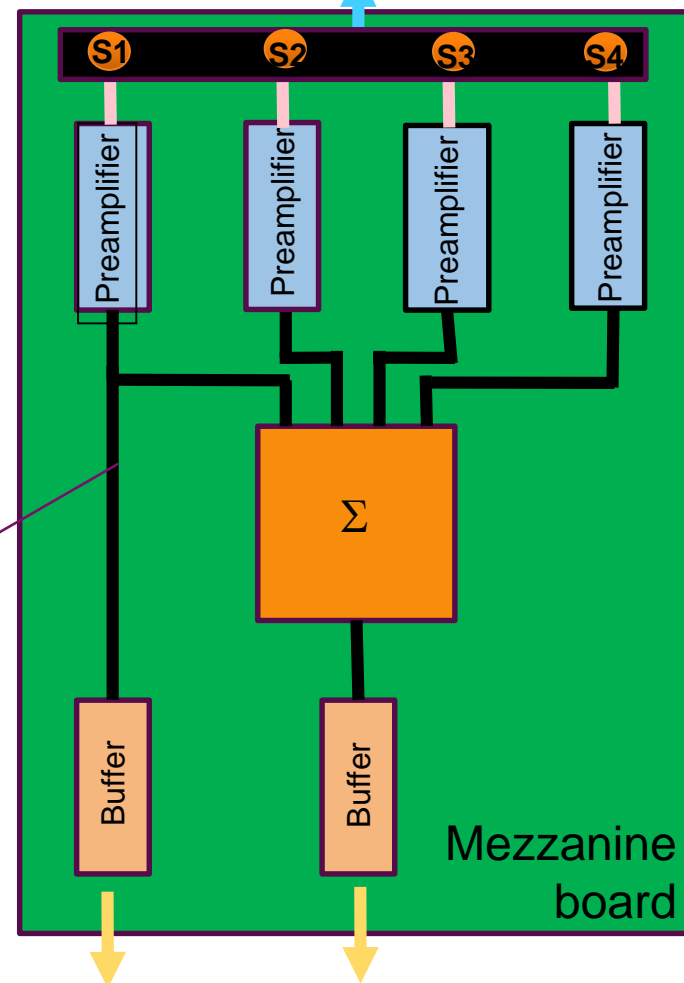 S1 S2 S3 S4
Preamplifier Preamplifier Preamplifier Preamplifier
Σ
Buffer Buffer
Mezzanine
board